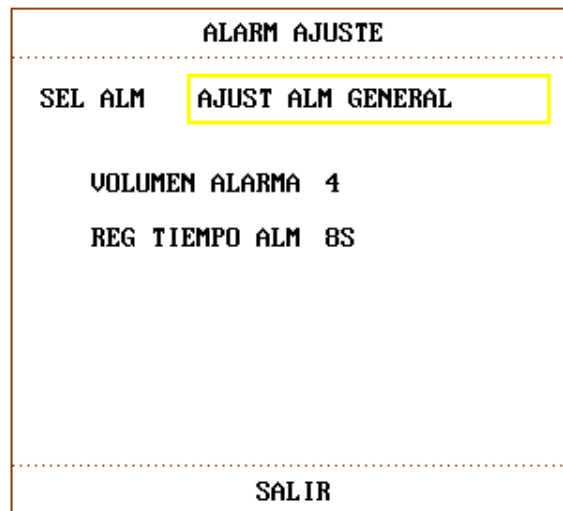 ALARM AJUSTE
SEL ALM AJUST ALM GENERAL
VOLUMEN ALARMA 4
REG TIEMPO ALM 8S
SALIR